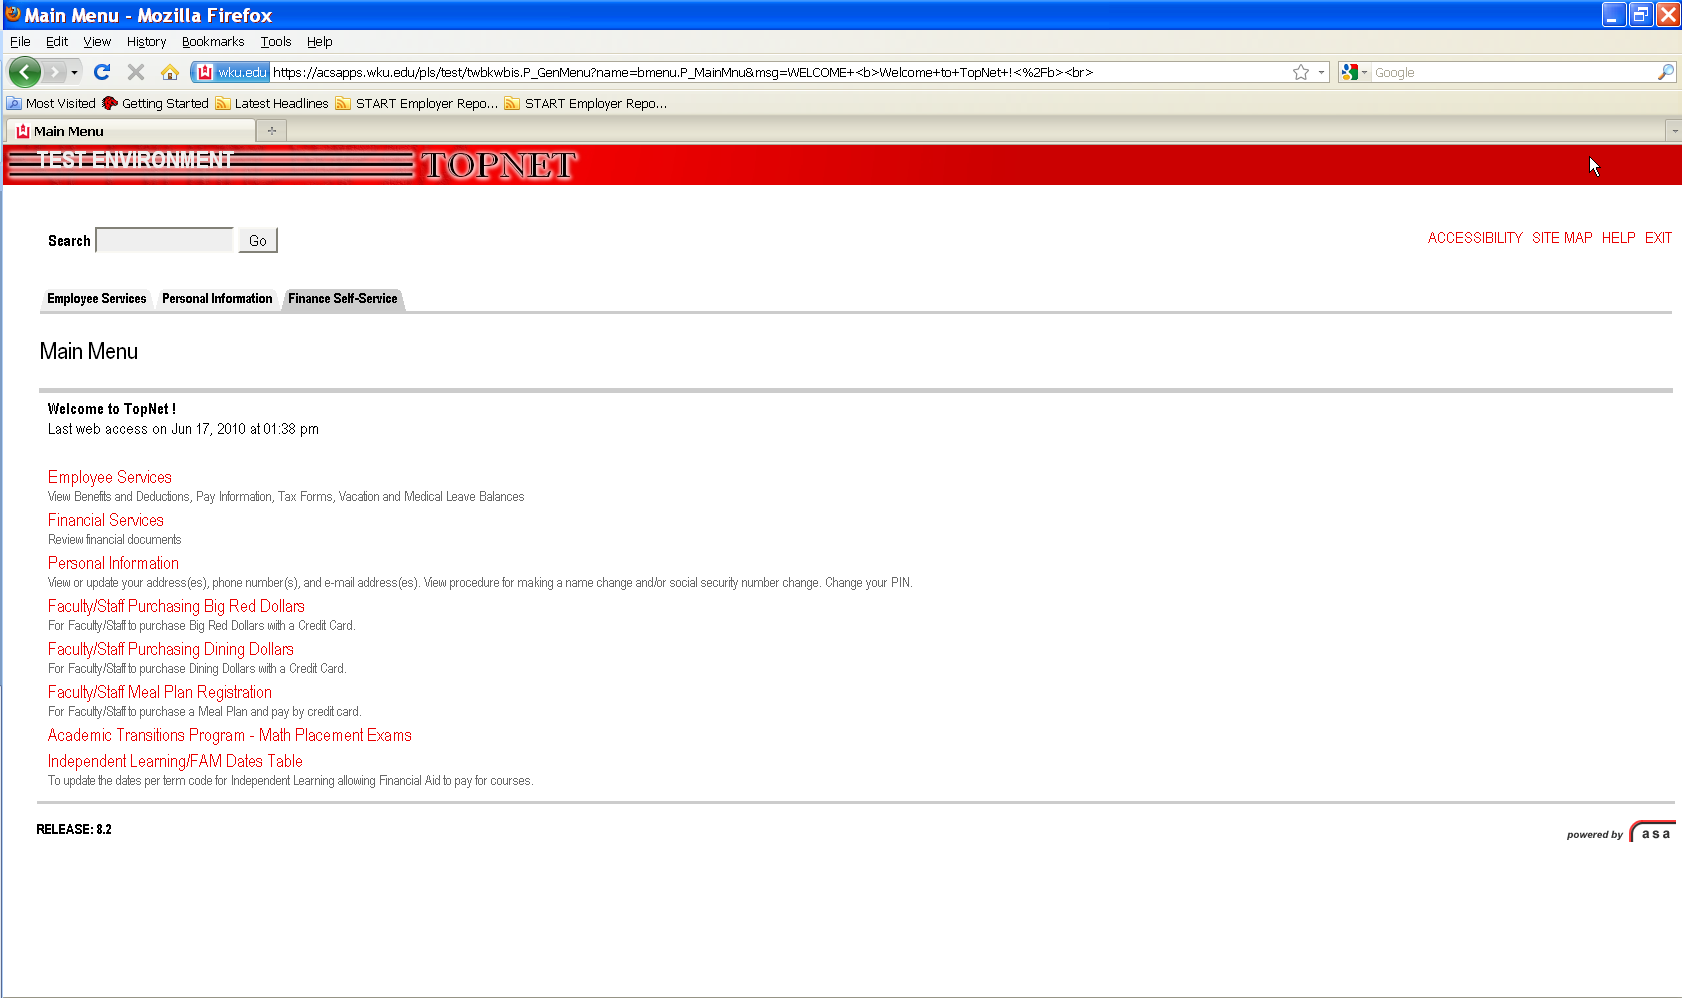 Main Menu - Mozilla Firefox
File Edit View History Bookmarks Tools Help
wku.edu https://acsapps.wku.edu/pls/test/twbkwbis.P_GenMenu?name=bmenu.P_MainMnu&msg=WELCOME+<b>Welcome+to+TopNet+!<%2Fb><br> Google
Most Visited Getting Started Latest Headlines START Employer Repo... START Employer Repo...
Main Menu
TEST ENVIRONMENT TOPNET
Search Go ACCESSIBILITY SITE MAP HELP EXIT
Employee Services Personal Information Finance Self-Service
Main Menu
Welcome to TopNet !
Last web access on Jun 17, 2010 at 01:38 pm
Employee Services
View Benefits and Deductions, Pay Information, Tax Forms, Vacation and Medical Leave Balances
Financial Services
Review financial documents
Personal Information
View or update your address(es), phone number(s), and e-mail address(es). View procedure for making a name change and/or social security number change. Change your PIN.
Faculty/Staff Purchasing Big Red Dollars
For Faculty/Staff to purchase Big Red Dollars with a Credit Card.
Faculty/Staff Purchasing Dining Dollars
For Faculty/Staff to purchase Dining Dollars with a Credit Card.
Faculty/Staff Meal Plan Registration
For Faculty/Staff to purchase a Meal Plan and pay by credit card.
Academic Transitions Program - Math Placement Exams
Independent Learning/FAM Dates Table
To update the dates per term code for Independent Learning allowing Financial Aid to pay for courses.
RELEASE: 8.2
powered by asa